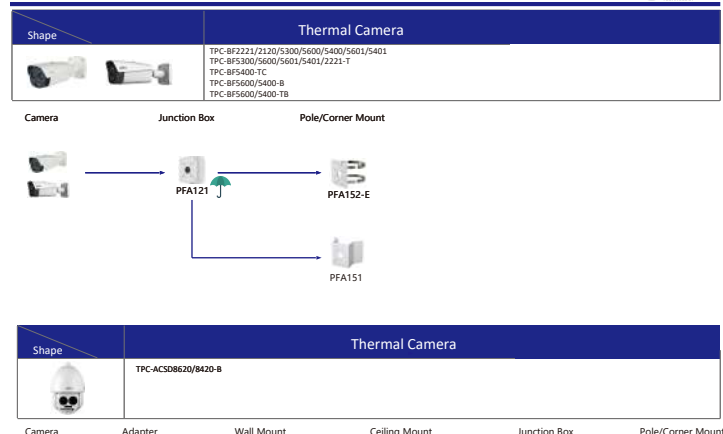 Shape
Thermal Camera
TPC-BF2221/2120/5300/5600/5400/5601/5401
TPC-BF5300/5600/5601/5401/2221-T
TPC-BF5400-TC
TPC-BF5600/5400-B
TPC-BF5600/5400-TB
Camera Junction Box Pole/Corner Mount
PFA121
PFA152-E
PFA151
Shape
Thermal Camera
TPC-ACSD8620/8420-B
Camera Adapter Wall Mount Ceiling Mount Junction Box Pole/Corner Mount